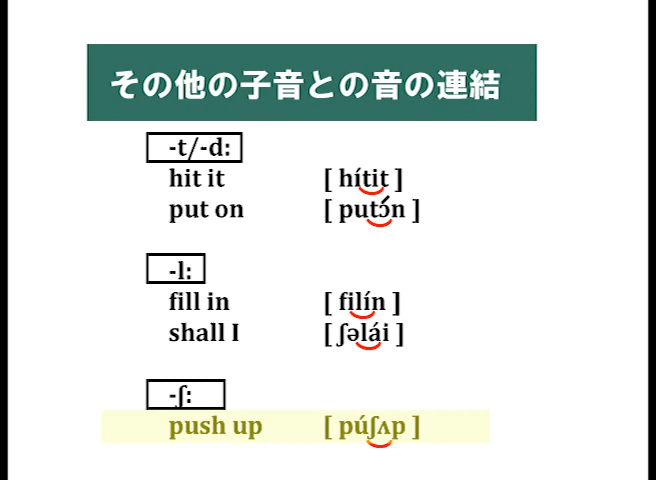 その他の子音との音の連結
-t/-d:
hit it [ hítit ]
put on [ putɔ́n ]
-l:
fill in [ filín ]
shall I [ ʃəlái ]
-ʃ:
push up [ púʃʌp ]